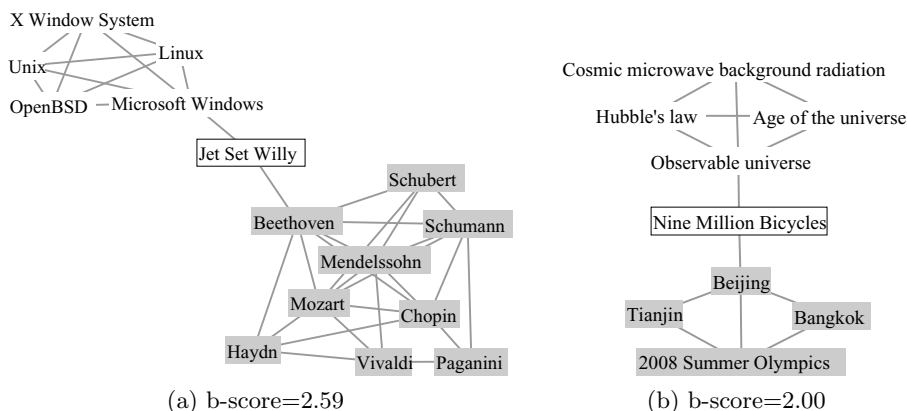 X Window System
Linux
Unix
OpenBSD
Microsoft Windows
Jet Set Willy
Schubert
Beethoven
Schumann
Mendelssohn
Mozart
Chopin
Haydn
Vivaldi
Paganini
(a) b-score=2.59
Cosmic microwave background radiation
Hubble's law
Age of the universe
Observable universe
Nine Million Bicycles
Beijing
Tianjin
Bangkok
2008 Summer Olympics
(b) b-score=2.00